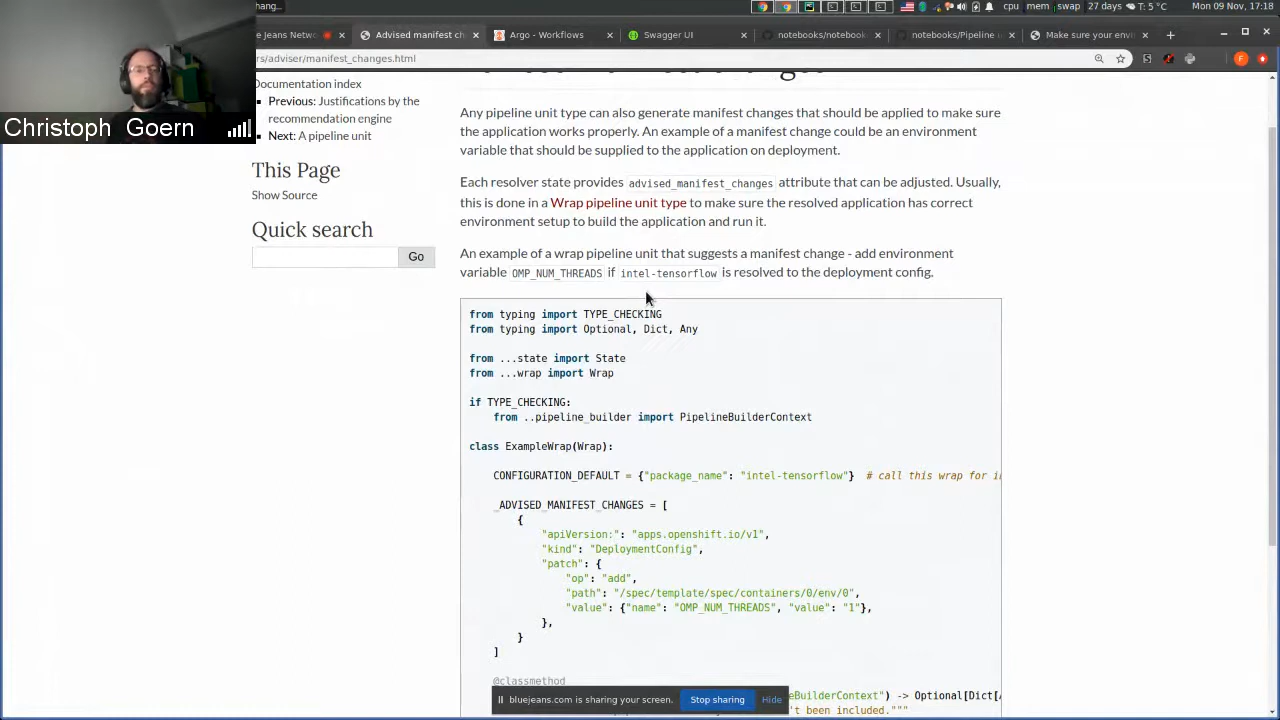 hang...
cpu mem swap 27 days T: 5 °C Mon 09 Nov, 17:18
e Jeans Netw
Advised manifest ch
Argo - Workflows
Swagger UI
notebooks/notebo
notebooks/Pipeline u
Make sure your envi
rs/adviser/manifest_changes.html
F
Christoph Goern
Documentation index
Previous: Justifications by the
recommendation engine
Next: A pipeline unit
This Page
Show Source
Quick search
Go
Any pipeline unit type can also generate manifest changes that should be applied to make sure
the application works properly. An example of a manifest change could be an environment
variable that should be supplied to the application on deployment.
Each resolver state provides advised_manifest_changes attribute that can be adjusted. Usually,
this is done in a Wrap pipeline unit type to make sure the resolved application has correct
environment setup to build the application and run it.
An example of a wrap pipeline unit that suggests a manifest change - add environment
variable OMP_NUM_THREADS if intel-tensorflow is resolved to the deployment config.
from typing import TYPE_CHECKING
from typing import Optional, Dict, Any
from ...state import State
from ...wrap import Wrap
if TYPE_CHECKING:
from ..pipeline_builder import PipelineBuilderContext
class ExampleWrap(Wrap):
CONFIGURATION_DEFAULT = {"package_name": "intel-tensorflow"} # call this wrap for i
_ADVISED_MANIFEST_CHANGES = [
{
"apiVersion:": "apps.openshift.io/v1",
"kind": "DeploymentConfig",
"patch": {
"op": "add",
"path": "/spec/template/spec/containers/0/env/0",
"value": {"name": "OMP_NUM_THREADS", "value": "1"},
},
}
]
@classmethod
eBuilderContext") -> Optional[Dict[
't been included."""
bluejeans.com is sharing your screen. Stop sharing Hide